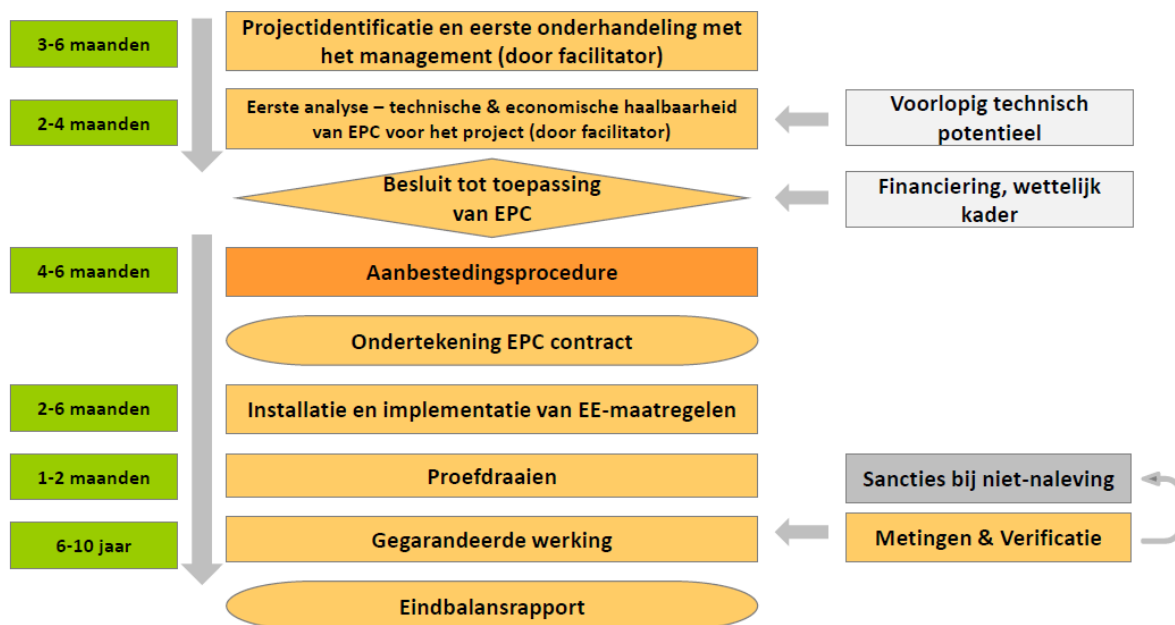 3-6 maanden
Projectidentificatie en eerste onderhandeling met
het management (door facilitator)
2-4 maanden
Eerste analyse – technische & economische haalbaarheid
van EPC voor het project (door facilitator)
Voorlopig technisch
potentieel
Besluit tot toepassing
van EPC
Financiering, wettelijk
kader
4-6 maanden
Aanbestedingsprocedure
Ondertekening EPC contract
2-6 maanden
Installatie en implementatie van EE-maatregelen
1-2 maanden
Proefdraaien
Sancties bij niet-naleving
6-10 jaar
Gegarandeerde werking
Metingen & Verificatie
Eindbalansrapport